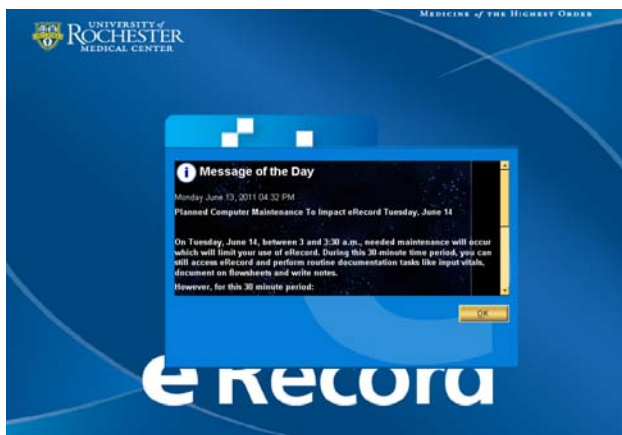 MEDICINE of THE HIGHEST ORDER
UNIVERSITY of
ROCHESTER
MEDICAL CENTER
Message of the Day
Monday June 13, 2011 04:32 PM
Planned Computer Maintenance To Impact eRecord Tuesday, June 14
On Tuesday, June 14, between 3 and 3:30 a.m., needed maintenance will occur
which will limit your use of eRecord. During this 30-minute time period, you can
still access eRecord and perform routine documentation tasks like input vitals,
document on flowsheets and write notes.
However, for this 30 minute period:
OK
eRecord